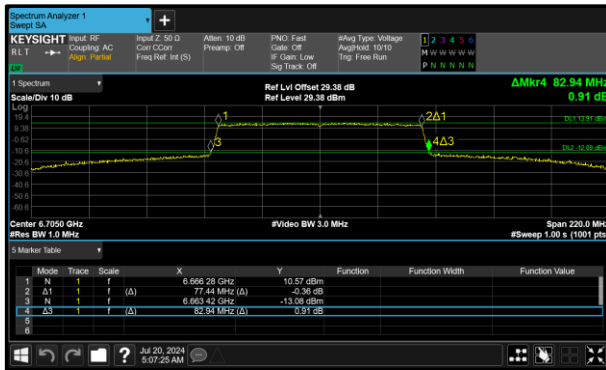 Spectrum Analyzer 1
Swept SA
KEYSIGHT Input: RF Input Z: 50 Ω Atten: 10 dB PNO: Fast #Avg Type: Voltage 1 2 3 4 5 6
RLT Coupling: AC Corr CCorr Preamp: Off Gate: Off Avg|Hold: 10/10 M W W W W W
Align: Partial Freq Ref: Int (S) IF Gain: Low Trig: Free Run
Sig Track: Off P N N N N N
1 Spectrum Ref Lvl Offset 29.38 dB ΔMkr4 82.94 MHz
Scale/Div 10 dB Ref Level 29.38 dBm 0.91 dB
Log
19.4 1 2Δ1 DL1 13.91 dBm
9.38
-0.62
-10.6 3 4Δ3 DL2 -12.09 dBm
-20.6
-30.6
-40.6
-50.6
-60.6
Center 6.7050 GHz #Video BW 3.0 MHz Span 220.0 MHz
#Res BW 1.0 MHz #Sweep 1.00 s (1001 pts
5 Marker Table
Mode Trace Scale X Y Function Function Width Function Value
1 N 1 f 6.666 28 GHz 10.57 dBm
2 Δ1 1 f (Δ) 77.44 MHz (Δ) -0.36 dB
3 N 1 f 6.663 42 GHz -13.08 dBm
4 Δ3 1 f (Δ) 82.94 MHz (Δ) 0.91 dB
5
6
? Jul 20, 2024
5:07:25 AM